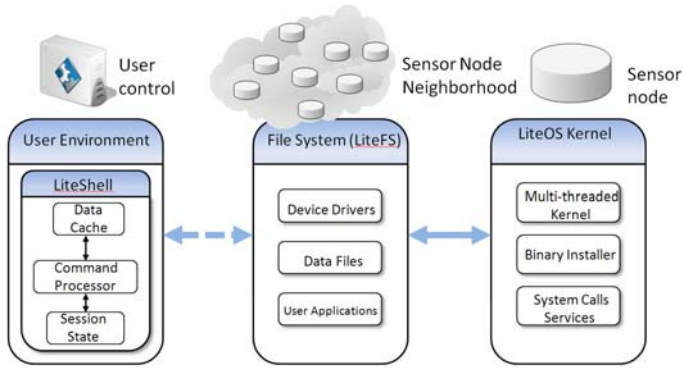 User
control
Sensor Node
Neighborhood
Sensor
node
User Environment
LiteShell
Data
Cache
Command
Processor
Session
State
File System (LiteFS)
Device Drivers
Data Files
User Applications
LiteOS Kernel
Multi-threaded
Kernel
Binary Installer
System Calls
Services